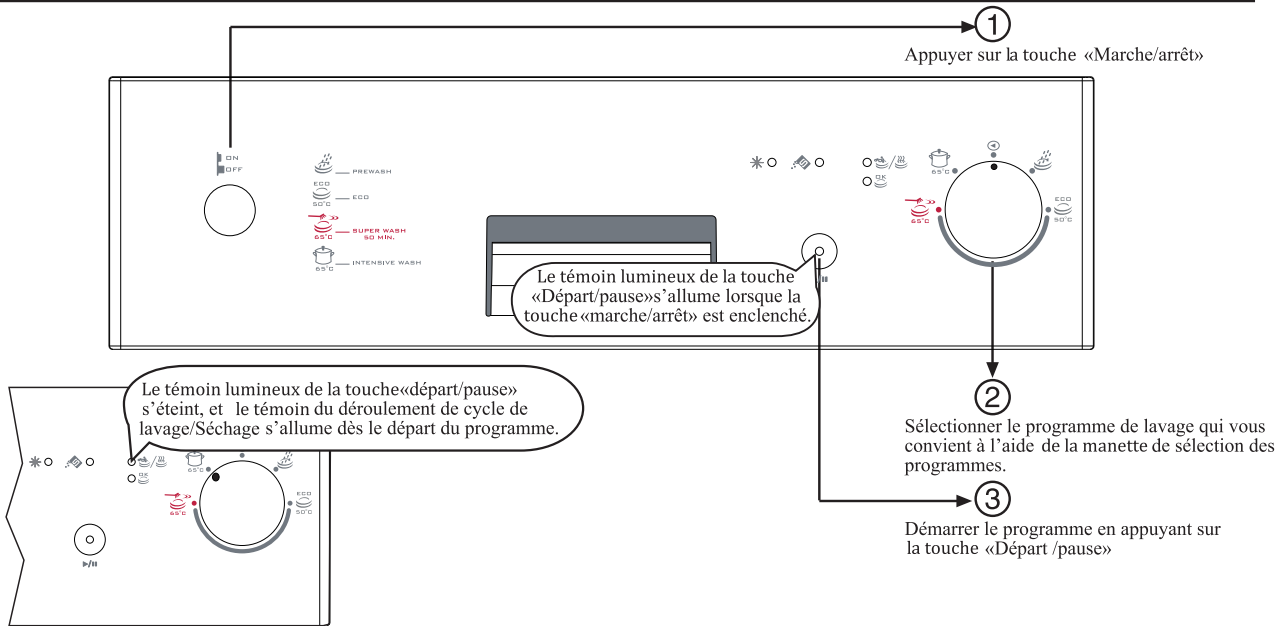 1
Appuyer sur la touche «Marche/arrêt»
ON
OFF
PREWASH
ECO
50°C
ECO
65°C
SUPER WASH
50 MIN.
65°C
INTENSIVE WASH
OK
65°C
65°C
ECO
50°C
Le témoin lumineux de la touche
«Départ/pause»s’allume lorsque la
touche«marche/arrêt» est enclenché.
Le témoin lumineux de la touche«départ/pause»
s’éteint, et le témoin du déroulement de cycle de
lavage/Séchage s’allume dès le départ du programme.
OK
65°C
65°C
ECO
50°C
2
Sélectionner le programme de lavage qui vous
convient à l’aide de la manette de sélection des
programmes.
3
Démarrer le programme en appuyant sur
la touche «Départ /pause»